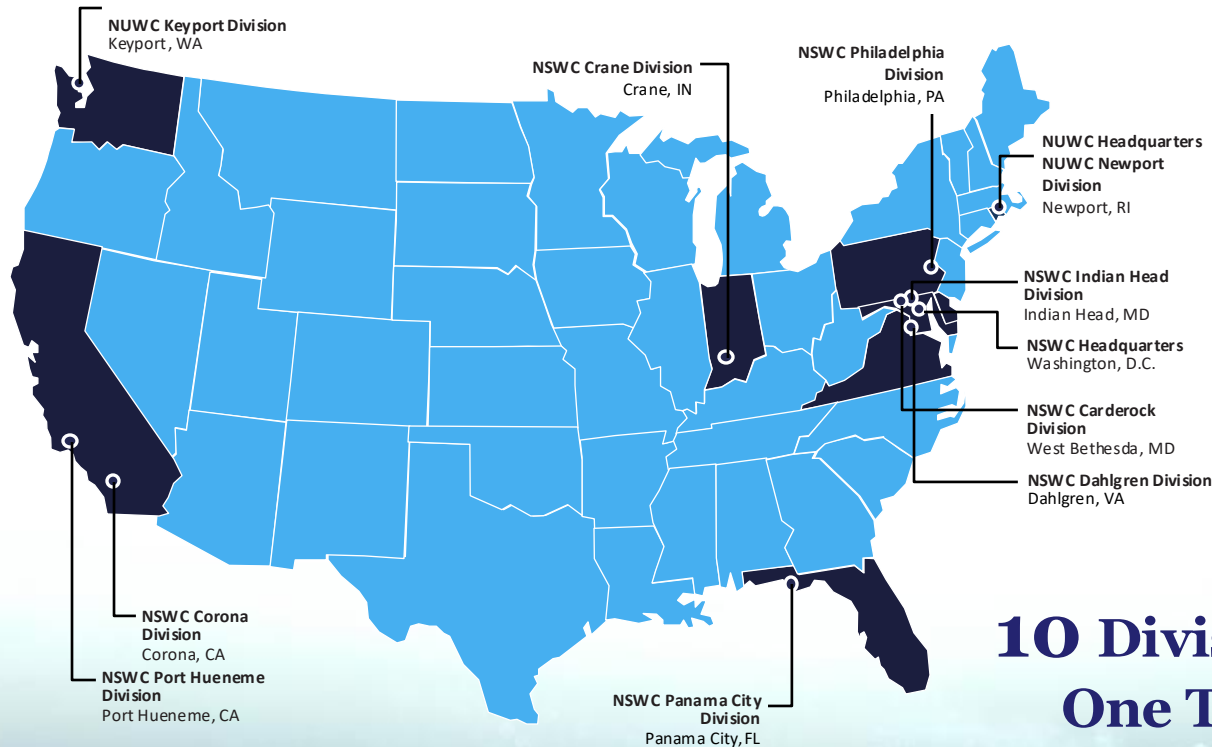 NUWC Keyport Division
Keyport, WA
NSWC Crane Division
Crane, IN
NSWC Philadelphia
Division
Philadelphia, PA
NUWC Headquarters
NUWC Newport
Division
Newport, RI
NSWC Indian Head
Division
Indian Head, MD
NSWC Headquarters
Washington, D.C.
NSWC Carderock
Division
West Bethesda, MD
NSWC Dahlgren Division
Dahlgren, VA
NSWC Corona
Division
Corona, CA
NSWC Port Hueneme
Division
Port Hueneme, CA
NSWC Panama City
Division
Panama City, FL
10 Divis
One T